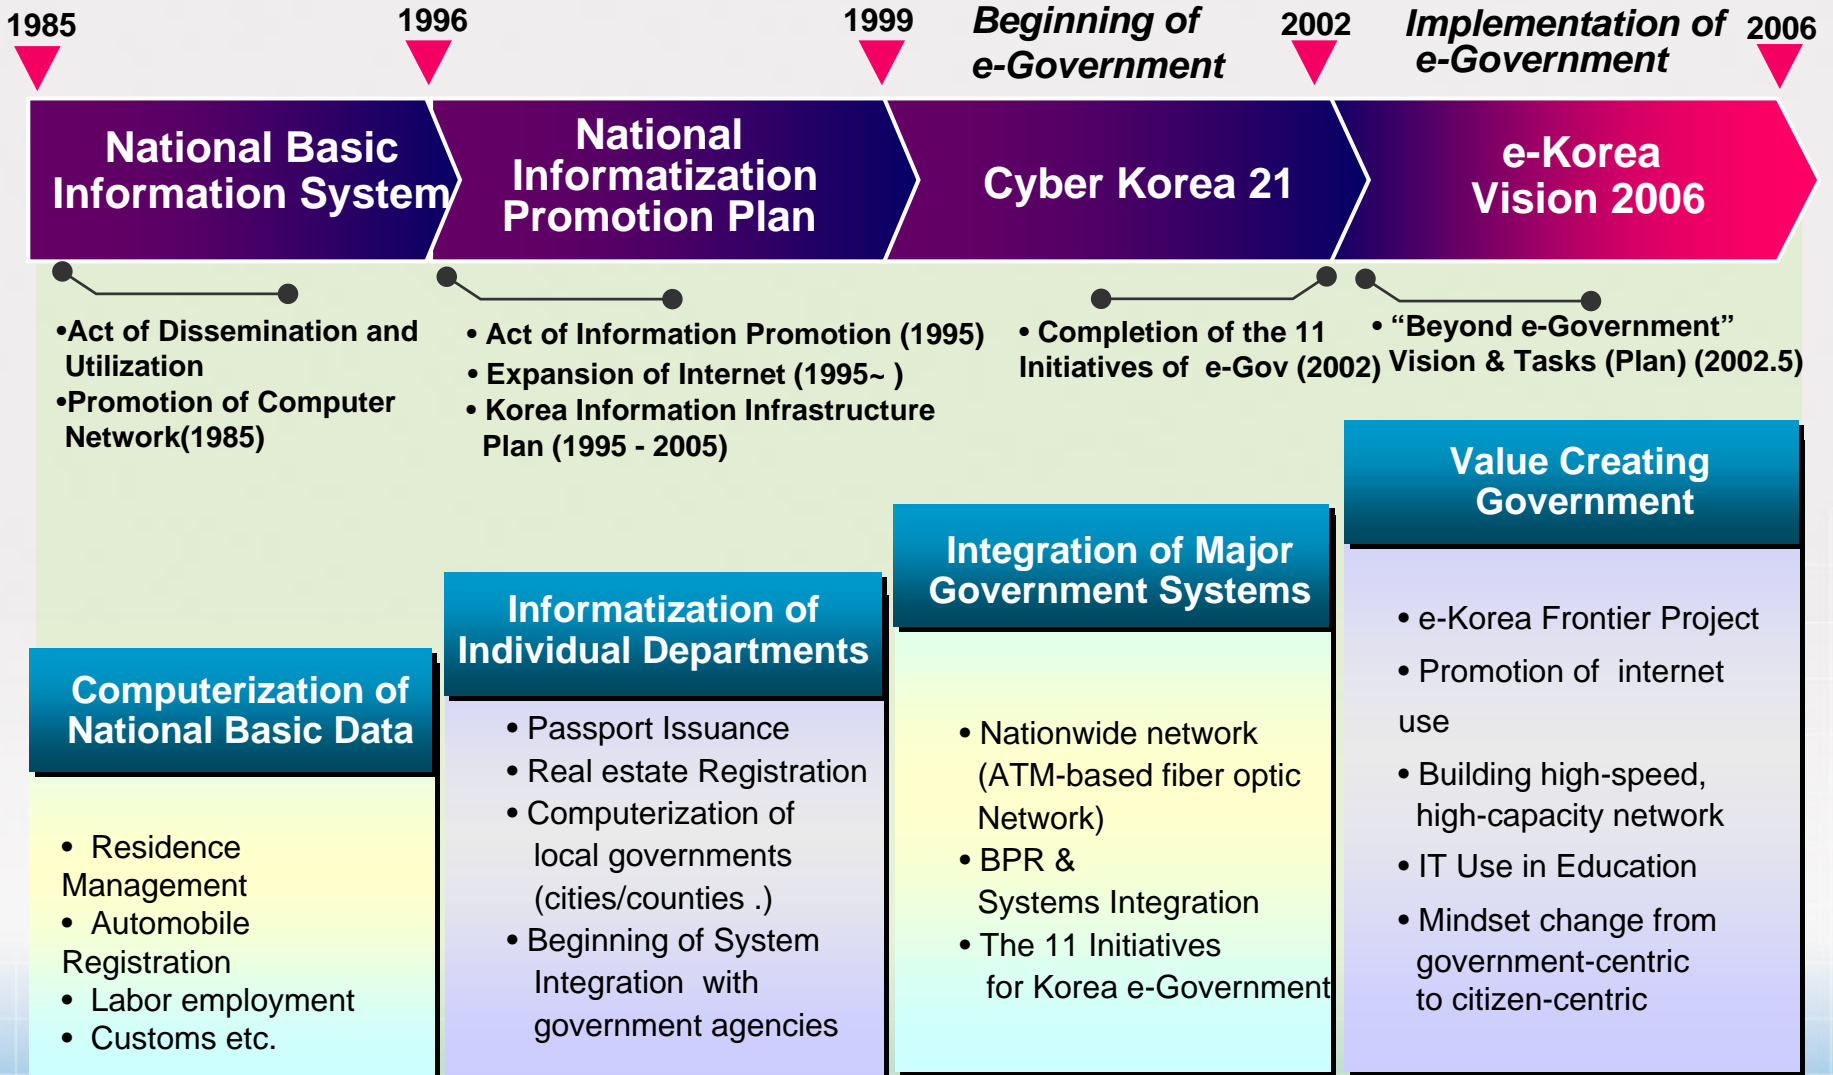 1985
1996
1999
Beginning of
e-Government
2002
Implementation of
e-Government
2006
National Basic
Information System
National
Informatization
Promotion Plan
Cyber Korea 21
e-Korea
Vision 2006
•Act of Dissemination and
Utilization
•Promotion of Computer
Network(1985)
• Act of Information Promotion (1995)
• Expansion of Internet (1995~ )
• Korea Information Infrastructure
Plan (1995 - 2005)
• Completion of the 11
Initiatives of e-Gov (2002)
• “Beyond e-Government”
Vision & Tasks (Plan) (2002.5)
Computerization of
National Basic Data
• Residence
Management
• Automobile
Registration
• Labor employment
• Customs etc.
Informatization of
Individual Departments
• Passport Issuance
• Real estate Registration
• Computerization of
local governments
(cities/counties .)
• Beginning of System
Integration with
government agencies
Integration of Major
Government Systems
• Nationwide network
(ATM-based fiber optic
Network)
• BPR &
Systems Integration
• The 11 Initiatives
for Korea e-Government
Value Creating
Government
• e-Korea Frontier Project
• Promotion of internet
use
• Building high-speed,
high-capacity network
• IT Use in Education
• Mindset change from
government-centric
to citizen-centric